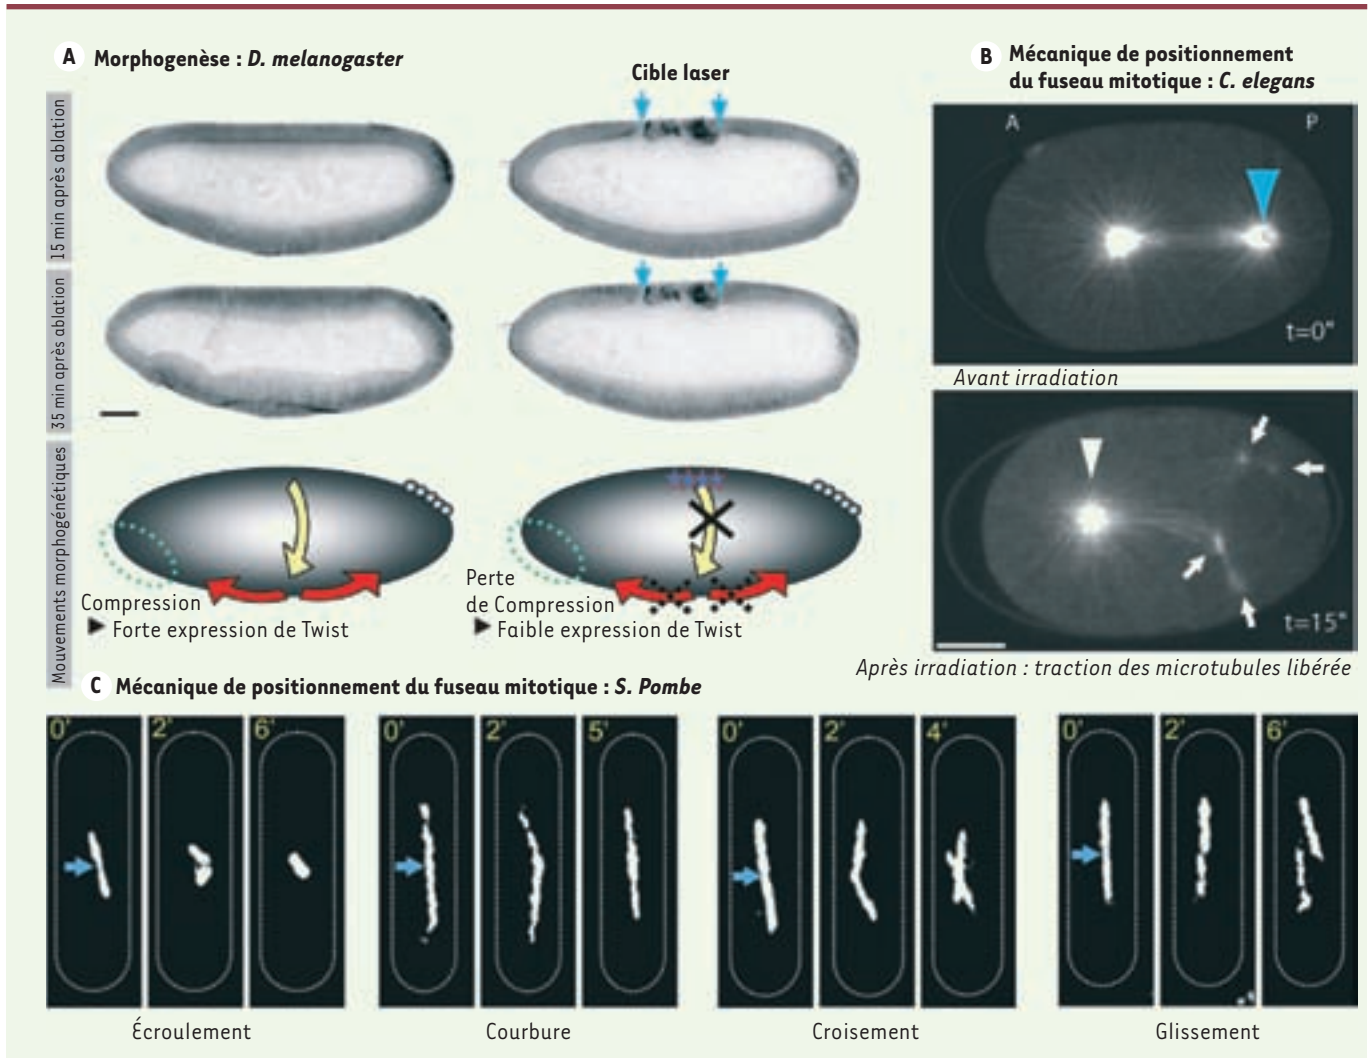 A Morphogenèse : D. melanogaster
Cible laser
15 min après ablation
35 min après ablation
Mouvements morphogénétiques
Compression
► Forte expression de Twist
Perte
de Compression
► Faible expression de Twist
B Mécanique de positionnement
du fuseau mitotique : C. elegans
A P
t=0"
Avant irradiation
t=15"
Après irradiation : traction des microtubules libérée
C Mécanique de positionnement du fuseau mitotique : S. Pombe
0' 2' 6' 0' 2' 5' 0' 2' 4' 0' 2' 6'
Écroulement Courbure Croisement Glissement